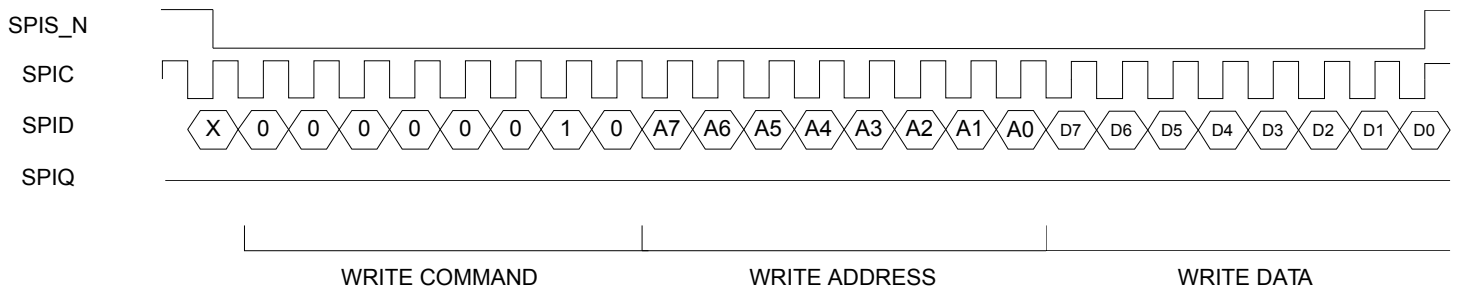 SPIS_N
SPIC
SPID X 0 0 0 0 0 0 1 0 A7 A6 A5 A4 A3 A2 A1 A0 D7 D6 D5 D4 D3 D2 D1 D0
SPIQ
WRITE COMMAND WRITE ADDRESS WRITE DATA